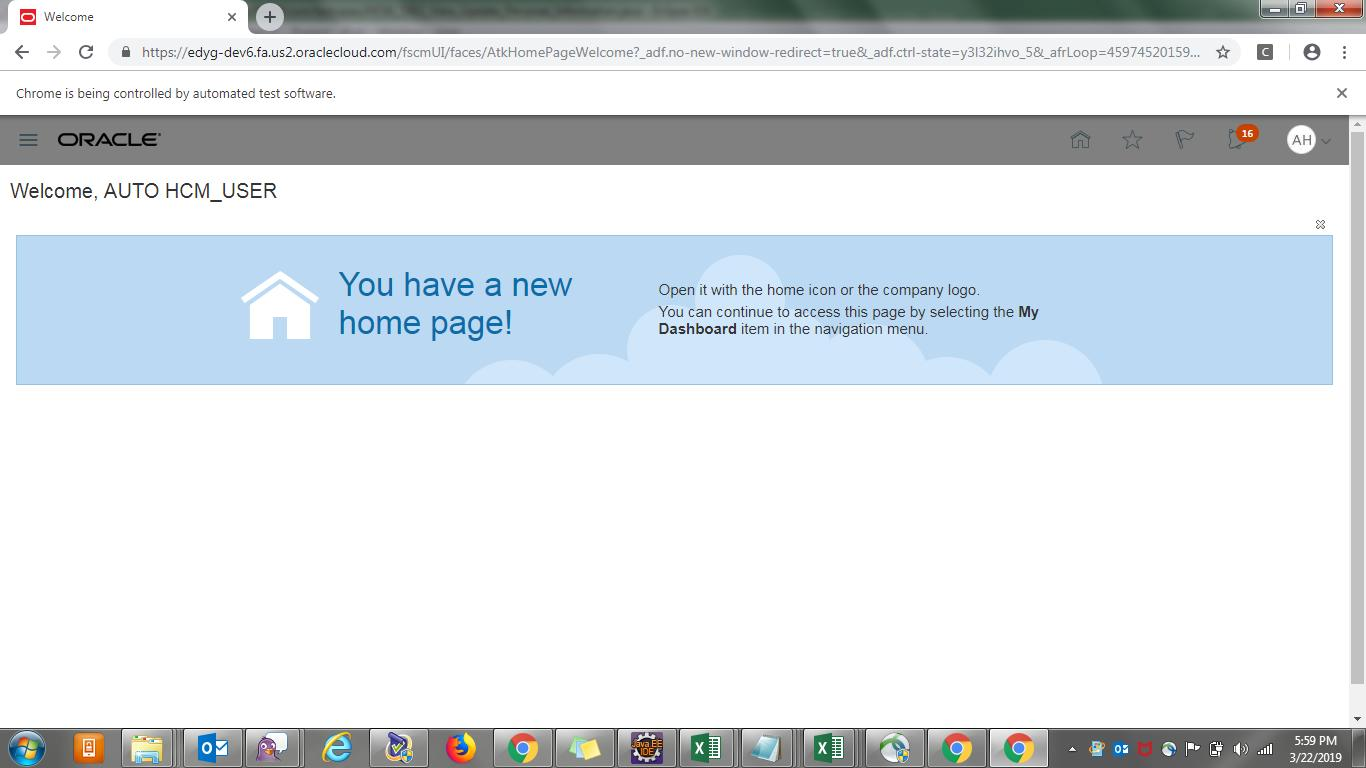 Welcome
https://edyg-dev6.fa.us2.oraclecloud.com/fscmUI/faces/AtkHomePageWelcome?_adf.no-new-window-redirect=true&_adf.ctrl-state=y3l32ihvo_5&_afrLoop=45974520159...
C
Chrome is being controlled by automated test software.
ORACLE
16
AH
Welcome, AUTO HCM_USER
You have a new
home page!
Open it with the home icon or the company logo.
You can continue to access this page by selecting the My
Dashboard item in the navigation menu.
Java EE
IDE
5:59 PM
3/22/2019